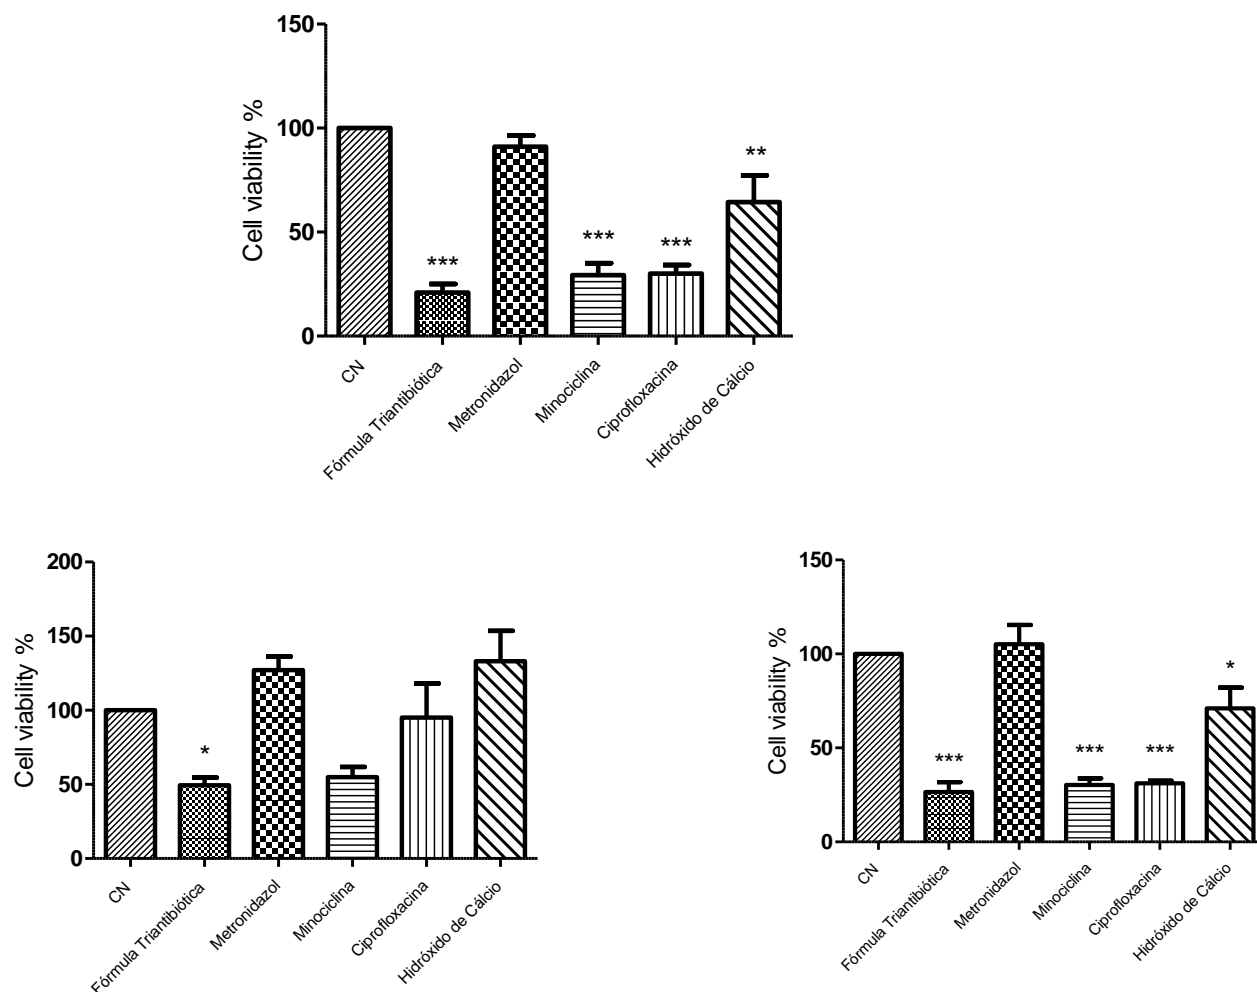 150
100
50
0
Cell viability %
***
***
***
**
CN
Fórmula Triantibiótica
Metronidazol
Minociclina
Ciprofloxacina
Hidróxido de Cálcio
200
150
100
50
0
Cell viability %
*
CN
Fórmula Triantibiótica
Metronidazol
Minociclina
Ciprofloxacina
Hidróxido de Cálcio
150
100
50
0
Cell viability %
***
***
***
*
CN
Fórmula Triantibiótica
Metronidazol
Minociclina
Ciprofloxacina
Hidróxido de Cálcio